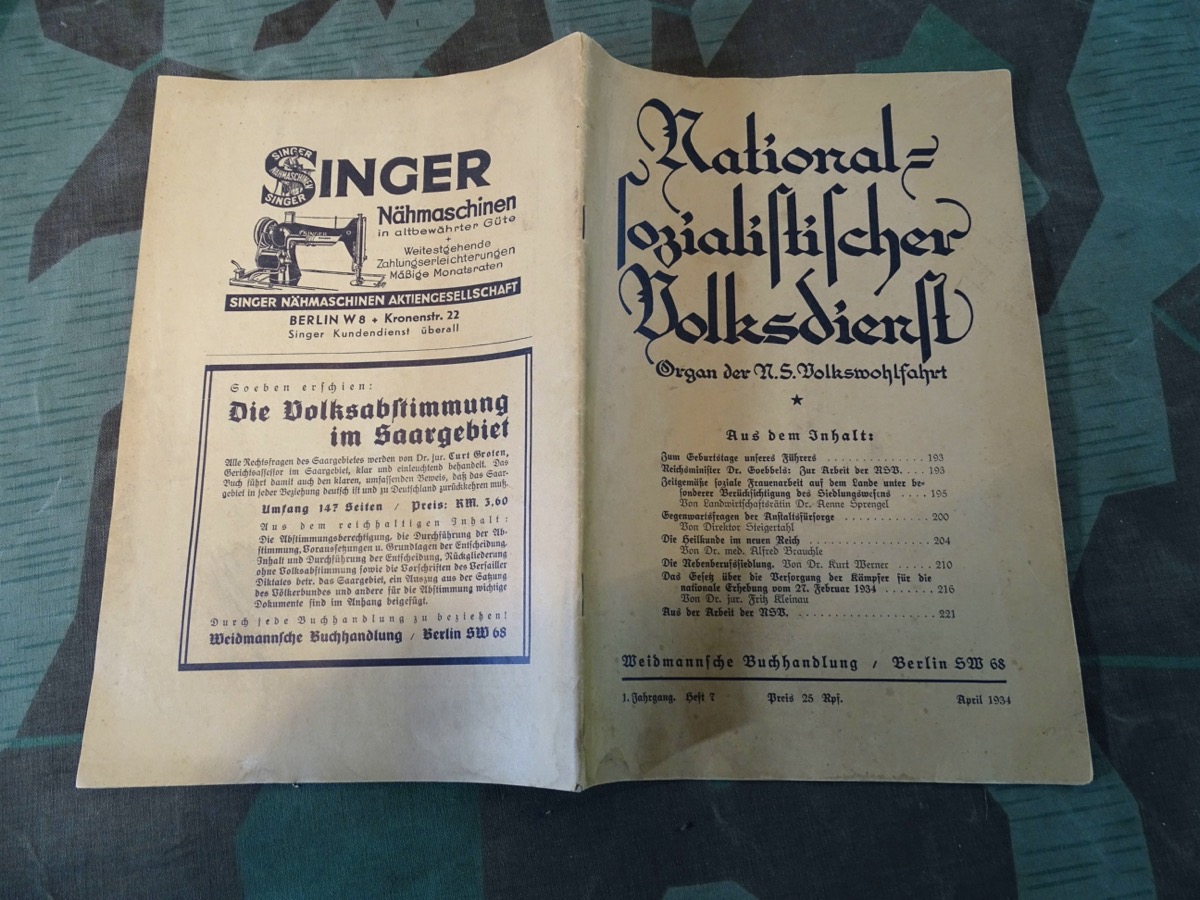 SINGER
NÄHMASCHINEN
SINGER
SINGER
SINGER
Nähmaschinen
in altbewährter Güte
+
Weitestgehende
Zahlungserleichterungen
Mäßige Monatsraten
SINGER NÄHMASCHINEN AKTIENGESELLSCHAFT
BERLIN W 8 + Kronenstr. 22
Singer Kundendienst überall
Soeben erschien:
Die Volksabstimmung
im Saargebiet
Alle Rechtsfragen des Saargebietes werden von Dr. jur. Curt Groten,
Gerichtsassessor im Saargebiet, klar und einleuchtend behandelt. Das
Buch führt damit auch den klaren, umfassenden Beweis, daß das Saar-
gebiet in jeder Beziehung deutsch ist und zu Deutschland zurückkehren muß.
Umfang 147 Seiten / Preis: RM. 3.60
Aus dem reichhaltigen Inhalt:
Die Abstimmungsberechtigung, die Durchführung der Ab-
stimmung, Voraussetzungen u. Grundlagen der Entscheidung,
Inhalt und Durchführung der Entscheidung, Rückgliederung
ohne Volksabstimmung sowie die Vorschriften des Versailler
Diktates betr. das Saargebiet, ein Auszug aus der Satzung
des Völkerbundes und andere für die Abstimmung wichtige
Dokumente sind im Anhang beigefügt.
Durch jede Buchhandlung zu beziehen!
Weidmannsche Buchhandlung / Berlin SW 68
National=
sozialistischer
Volksdienst
Organ der N.S. Volkswohlfahrt
★
Aus dem Inhalt:
Zum Geburtstage unseres Führers . . . . . . . . . . . . . . 193
Reichsminister Dr. Goebbels: Zur Arbeit der NSV. . . . 193
Zeitgemäße soziale Frauenarbeit auf dem Lande unter be-
sonderer Berücksichtigung des Siedlungswesens . . . . 195
Von Landwirtschaftsrätin Dr. Aenne Sprengel
Gegenwartsfragen der Anstaltsfürsorge . . . . . . . . . . . . 200
Von Direktor Steigertahl
Die Heilkunde im neuen Reich . . . . . . . . . . . . . . . . . 204
Von Dr. med. Alfred Brauchle
Die Nebenberufssiedlung. Von Dr. Kurt Werner . . . . . 210
Das Gesetz über die Versorgung der Kämpfer für die
nationale Erhebung vom 27. Februar 1934 . . . . . . . 216
Von Dr. jur. Fritz Kleinau
Aus der Arbeit der NSV. . . . . . . . . . . . . . . . . . . . . 221
Weidmannsche Buchhandlung / Berlin SW 68
1. Jahrgang. Heft 7 Preis 25 Rpf. April 1934